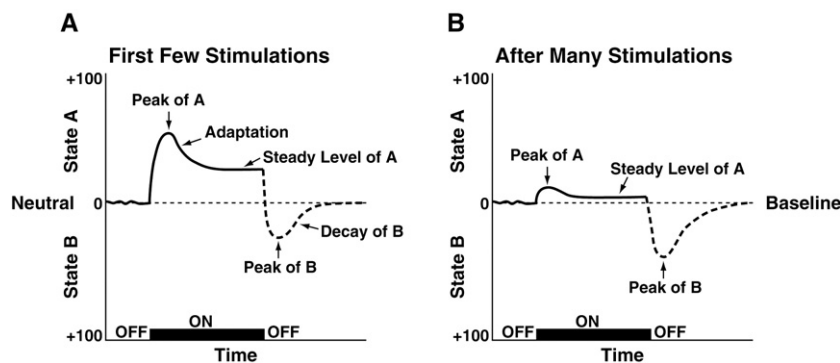 A
First Few Stimulations
+100
State A
Peak of A
Adaptation
Steady Level of A
Neutral
0
State B
Decay of B
Peak of B
+100
OFF
ON
OFF
Time
B
After Many Stimulations
+100
State A
Peak of A
Steady Level of A
0
Baseline
State B
Peak of B
+100
OFF
ON
OFF
Time